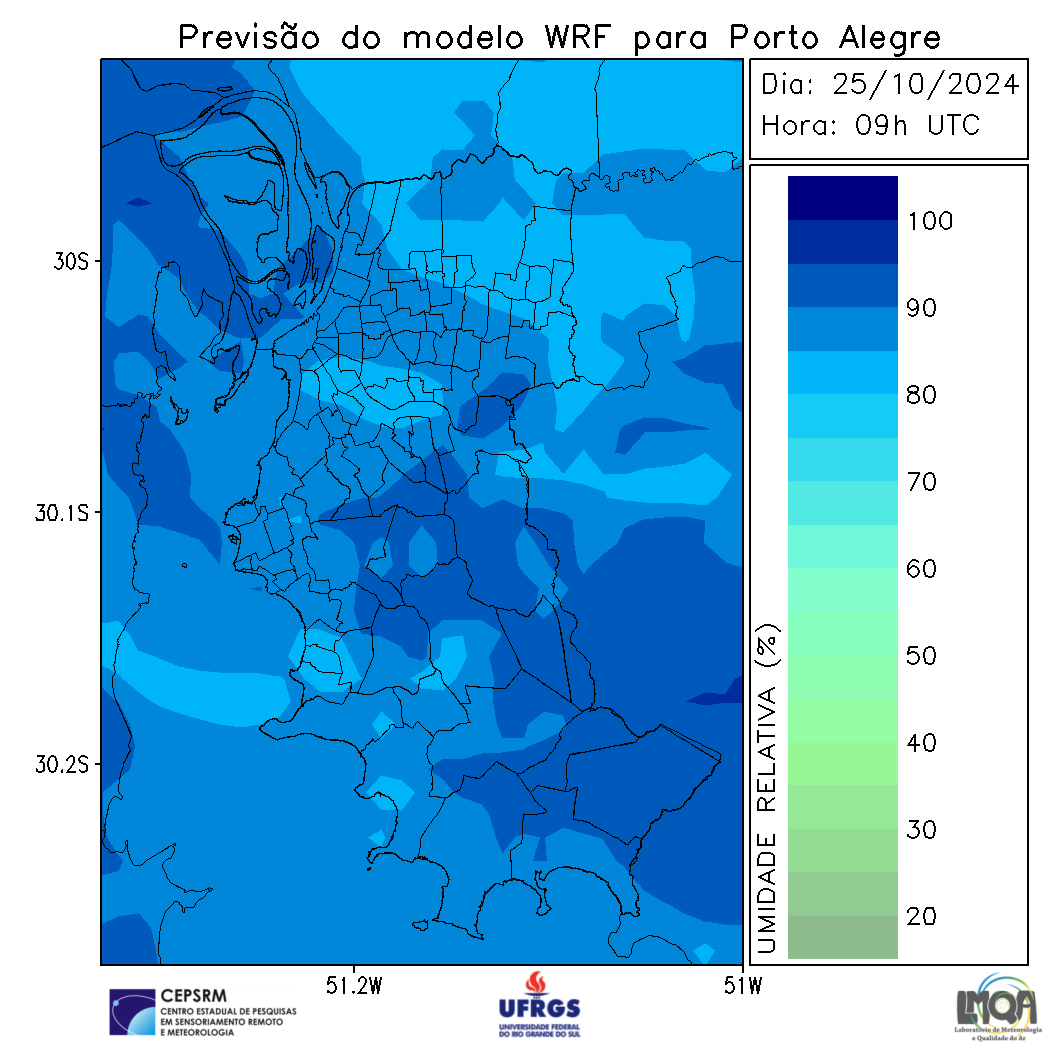 Previsão do modelo WRF para Porto Alegre
Dia: 25/10/2024
Hora: 09h UTC
30S
30.1S
30.2S
51.2W
51W
100
90
80
70
60
50
40
30
20
UMIDADE RELATIVA (%)
CEPSRM
CENTRO ESTADUAL DE PESQUISAS
EM SENSORIAMENTO REMOTO
E METEOROLOGIA
UFRGS
UNIVERSIDADE FEDERAL
DO RIO GRANDE DO SUL
LMQA
Laboratório de Meteorologia
e Qualidade do Ar